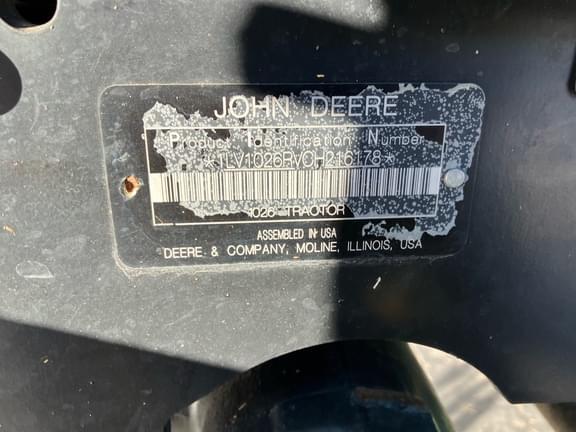 JOHN DEERE
Product Identification Number
*1LV1026RVCH216178*
1026 TRACTOR
ASSEMBLED IN USA
DEERE & COMPANY, MOLINE, ILLINOIS, USA